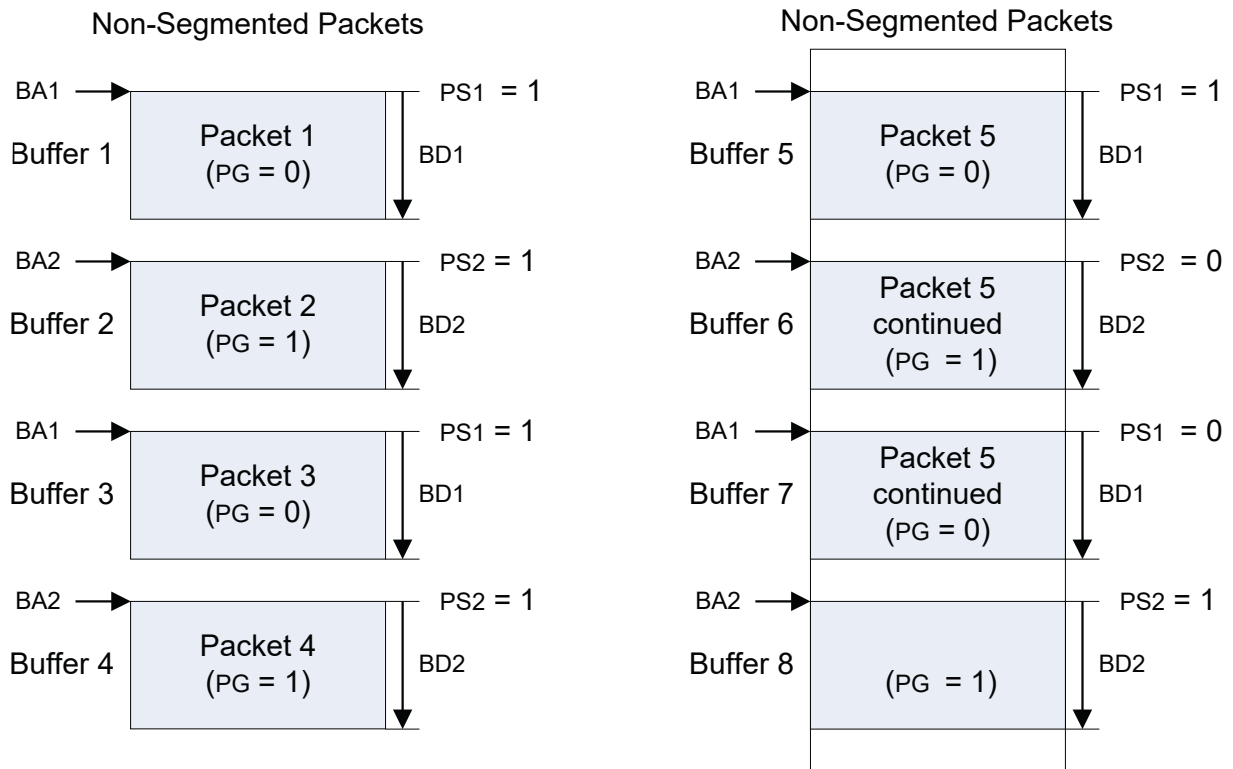 Non-Segmented Packets
BA1
PS1 = 1
Buffer 1
Packet 1
(PG = 0)
BD1
BA2
PS2 = 1
Buffer 2
Packet 2
(PG = 1)
BD2
BA1
PS1 = 1
Buffer 3
Packet 3
(PG = 0)
BD1
BA2
PS2 = 1
Buffer 4
Packet 4
(PG = 1)
BD2
Non-Segmented Packets
BA1
PS1 = 1
Buffer 5
Packet 5
(PG = 0)
BD1
BA2
PS2 = 0
Buffer 6
Packet 5
continued
(PG = 1)
BD2
BA1
PS1 = 0
Buffer 7
Packet 5
continued
(PG = 0)
BD1
BA2
PS2 = 1
Buffer 8
(PG = 1)
BD2